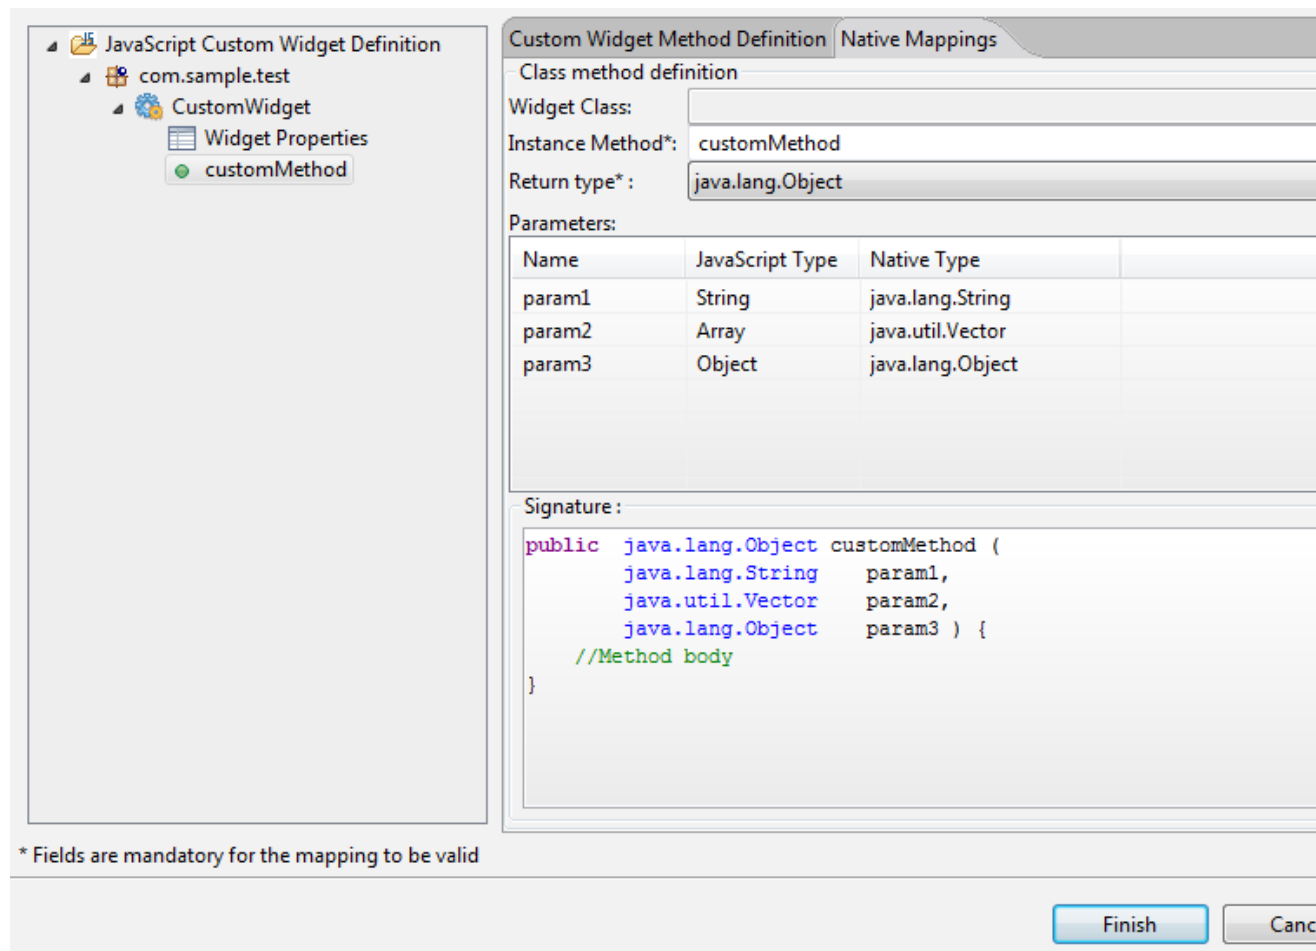 JavaScript Custom Widget Definition
com.sample.test
CustomWidget
Widget Properties
customMethod
Custom Widget Method Definition Native Mappings
Class method definition
Widget Class:
Instance Method*: customMethod
Return type* : java.lang.Object
Parameters:
Name JavaScript Type Native Type
param1 String java.lang.String
param2 Array java.util.Vector
param3 Object java.lang.Object
Signature :
public java.lang.Object customMethod (
java.lang.String param1,
java.util.Vector param2,
java.lang.Object param3 ) {
//Method body
}
* Fields are mandatory for the mapping to be valid
Finish Canc